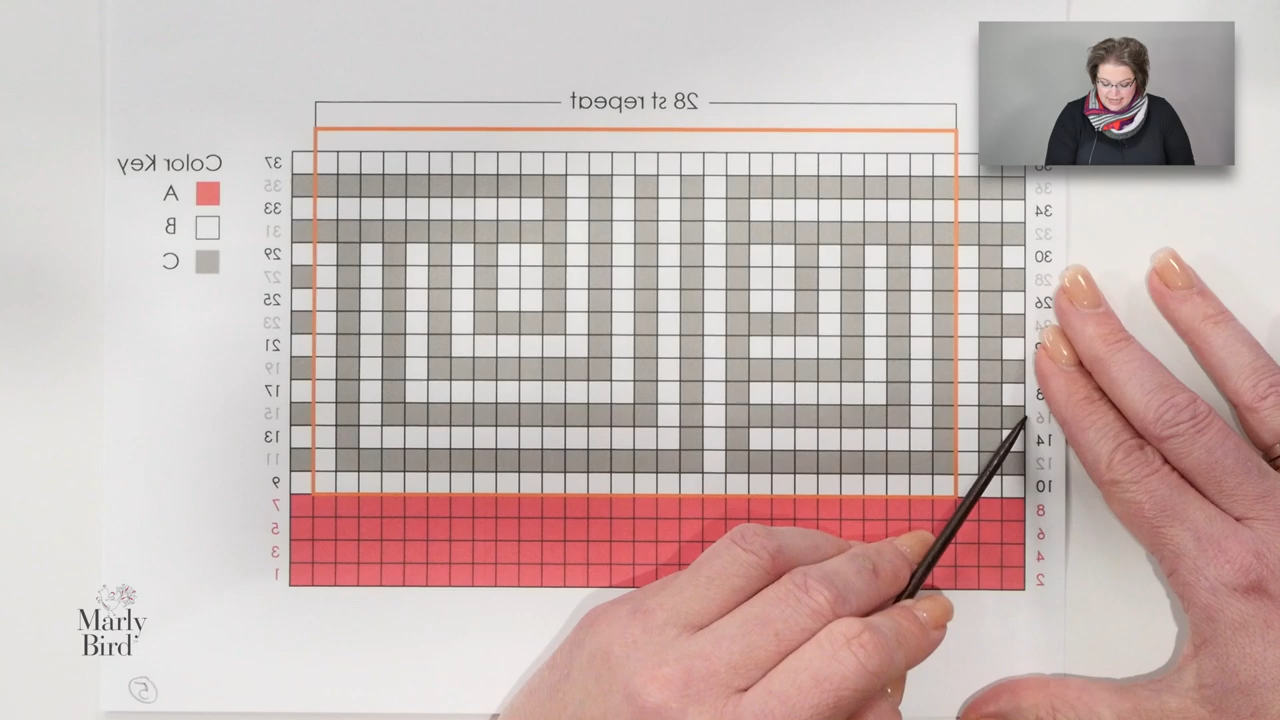 28 st repeat
Color Key
A
B
C
37
35 36
33 34
31 32
29 30
27 28
25 26
23
21
19
17
15 16
13 14
11 12
9 10
7 8
5 6
3 4
1 2
Marly
Bird
5